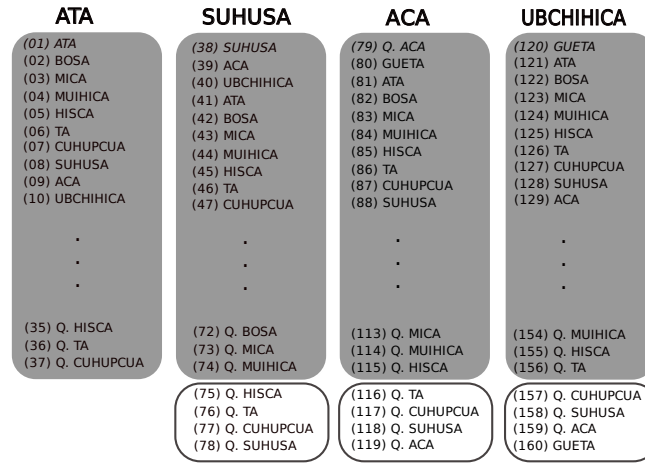 ATA
(01) ATA
(02) BOSA
(03) MICA
(04) MUIHICA
(05) HISCA
(06) TA
(07) CUHUPCUA
(08) SUHUSA
(09) ACA
(10) UBCHIHICA
.
.
.
(35) Q. HISCA
(36) Q. TA
(37) Q. CUHUPCUA
SUHUSA
(38) SUHUSA
(39) ACA
(40) UBCHIHICA
(41) ATA
(42) BOSA
(43) MICA
(44) MUIHICA
(45) HISCA
(46) TA
(47) CUHUPCUA
.
.
.
(72) Q. BOSA
(73) Q. MICA
(74) Q. MUIHICA
(75) Q. HISCA
(76) Q. TA
(77) Q. CUHUPCUA
(78) Q. SUHUSA
ACA
(79) Q. ACA
(80) GUETA
(81) ATA
(82) BOSA
(83) MICA
(84) MUIHICA
(85) HISCA
(86) TA
(87) CUHUPCUA
(88) SUHUSA
.
.
.
(113) Q. MICA
(114) Q. MUIHICA
(115) Q. HISCA
(116) Q. TA
(117) Q. CUHUPCUA
(118) Q. SUHUSA
(119) Q. ACA
UBCHIHICA
(120) GUETA
(121) ATA
(122) BOSA
(123) MICA
(124) MUIHICA
(125) HISCA
(126) TA
(127) CUHUPCUA
(128) SUHUSA
(129) ACA
.
.
.
(154) Q. MUIHICA
(155) Q. HISCA
(156) Q. TA
(157) Q. CUHUPCUA
(158) Q. SUHUSA
(159) Q. ACA
(160) GUETA